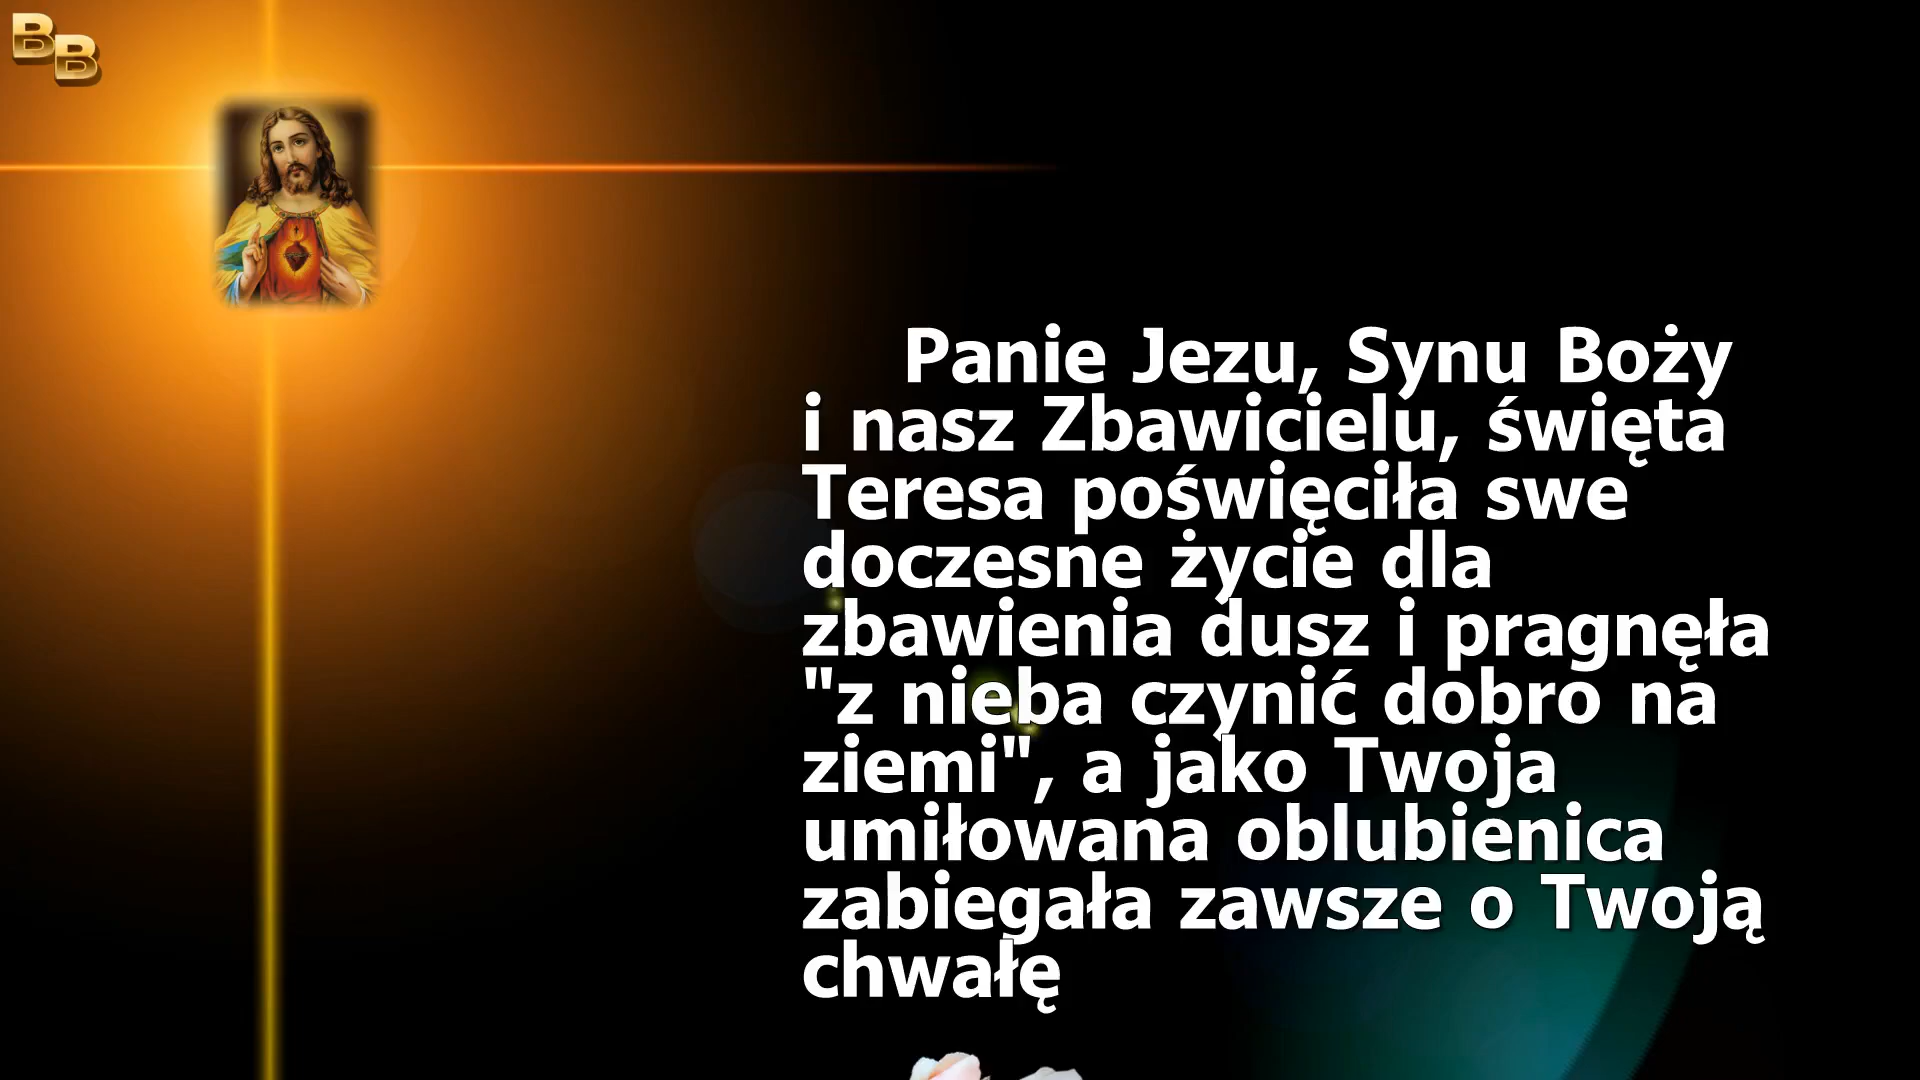 BB
Panie Jezu, Synu Boży
i nasz Zbawicielu, święta
Teresa poświęciła swe
doczesne życie dla
zbawienia dusz i pragnęła
"z nieba czynić dobro na
ziemi", a jako Twoja
umiłowana oblubienica
zabiegała zawsze o Twoją
chwałę